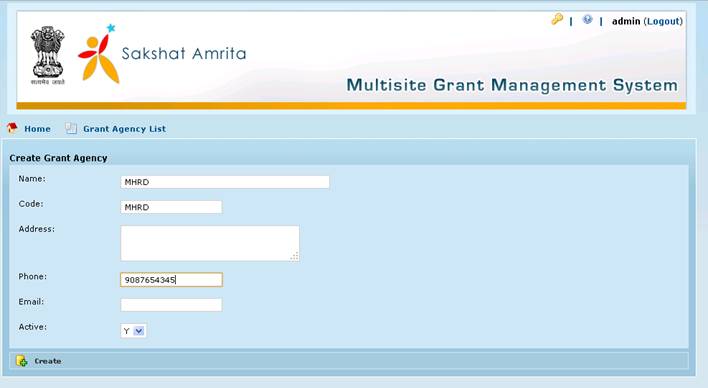 | | admin (Logout)
Sakshat Amrita
सत्यमेव जयते
Multisite Grant Management System
Home Grant Agency List
Create Grant Agency
Name: MHRD
Code: MHRD
Address:
Phone: 9087654345
Email:
Active: Y
Create